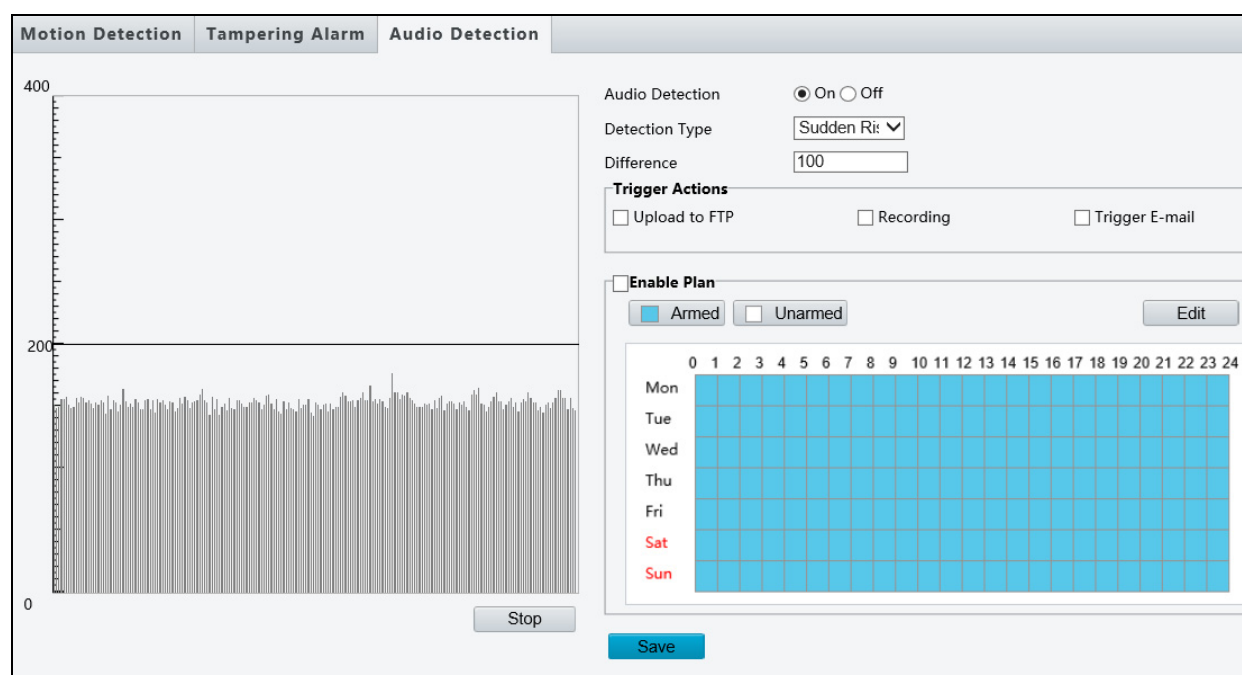 Motion Detection Tampering Alarm Audio Detection
400
200
0
Stop
Audio Detection On Off
Detection Type Sudden Ris
Difference 100
Trigger Actions
Upload to FTP Recording Trigger E-mail
Enable Plan
Armed Unarmed Edit
0 1 2 3 4 5 6 7 8 9 10 11 12 13 14 15 16 17 18 19 20 21 22 23 24
Mon
Tue
Wed
Thu
Fri
Sat
Sun
Save